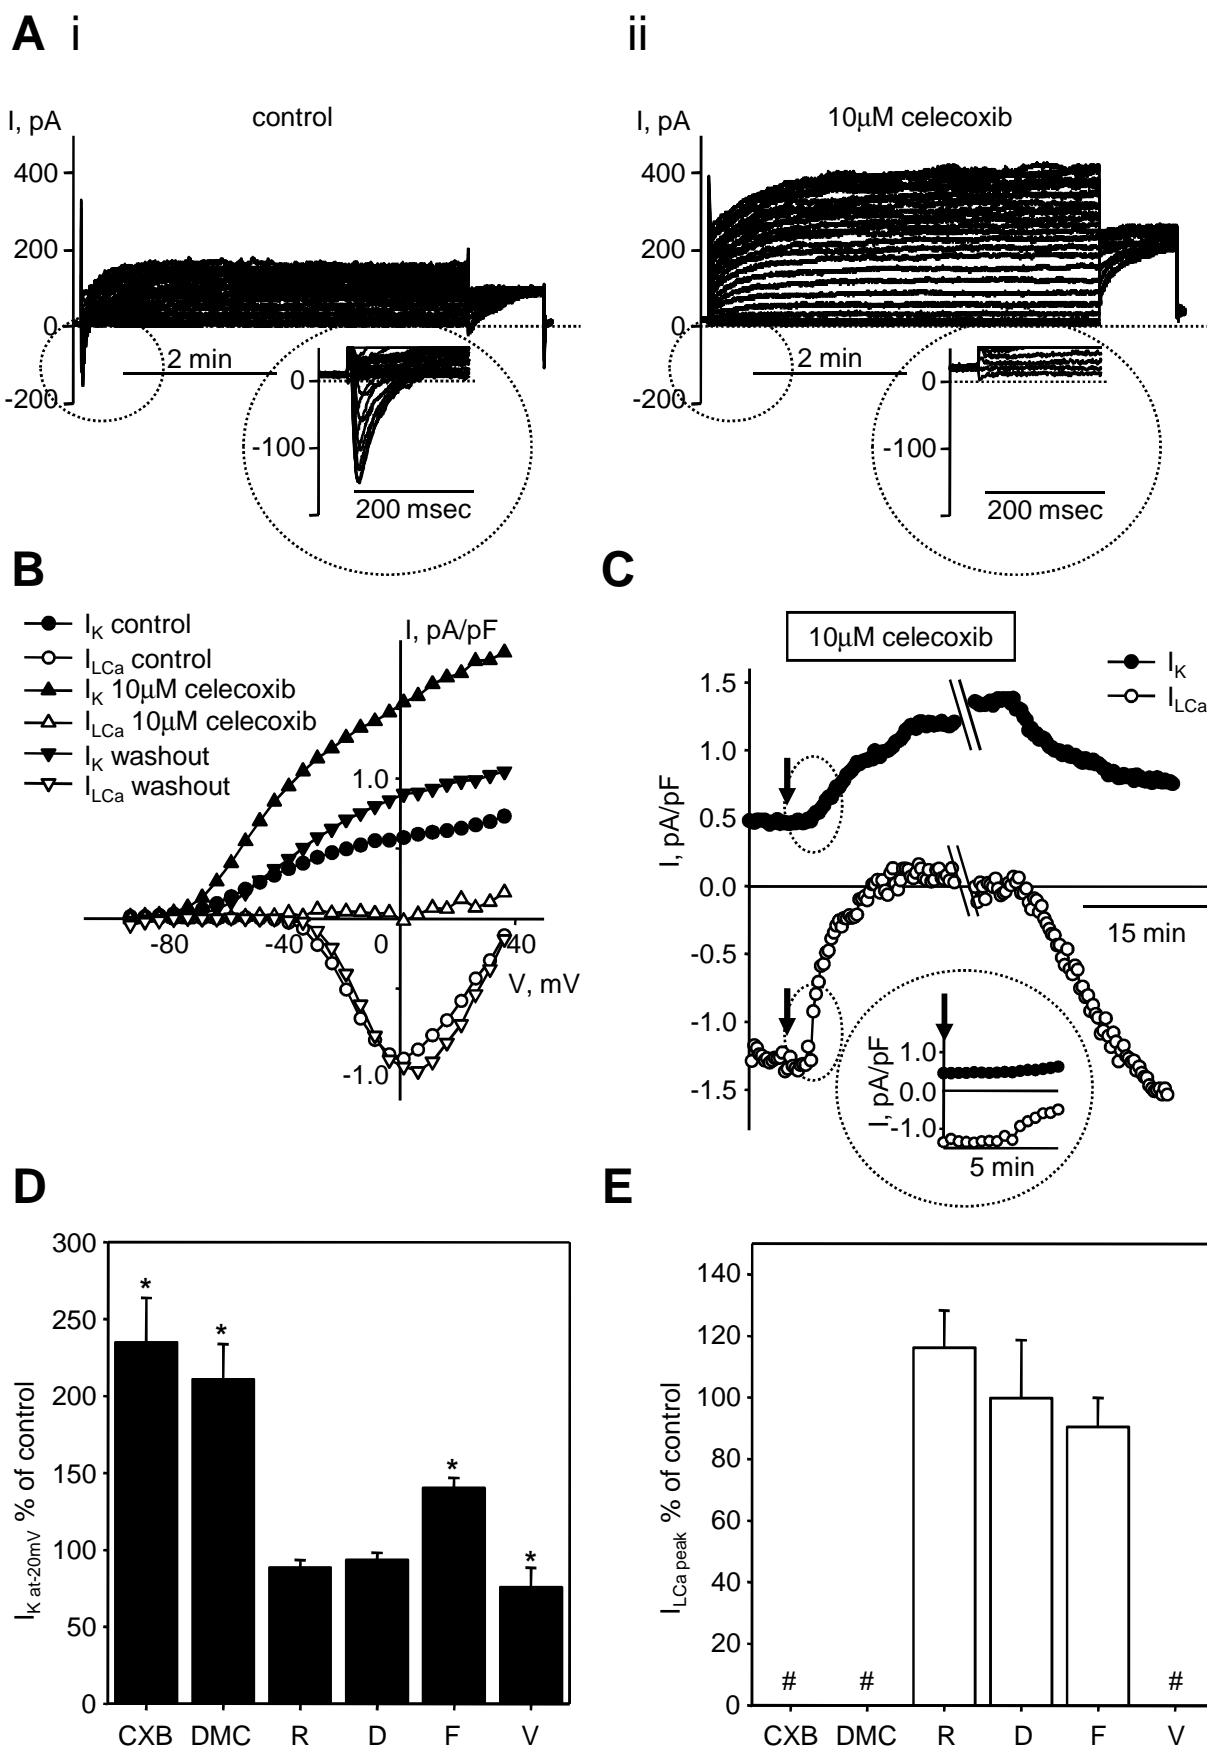 A i ii
control 10μM celecoxib
I, pA I, pA
400 400
200 200
0 0
-200 -200
2 min 2 min
0 0
-100 -100
200 msec 200 msec
B C
I_K control
I_LCa control
I_K 10μM celecoxib
I_LCa 10μM celecoxib
I_K washout
I_LCa washout
I, pA/pF
1.0
-80 -40 0 40
V, mV
-1.0
10μM celecoxib
I_K
I_LCa
I, pA/pF
1.5
1.0
0.5
0.0
-0.5
-1.0
-1.5
15 min
I, pA/pF
1.0
0.0
-1.0
5 min
D E
I_K at-20mV % of control
300
250
200
150
100
50
0
* * * *
CXB DMC R D F V
I_LCa peak % of control
140
120
100
80
60
40
20
0
# # #
CXB DMC R D F V